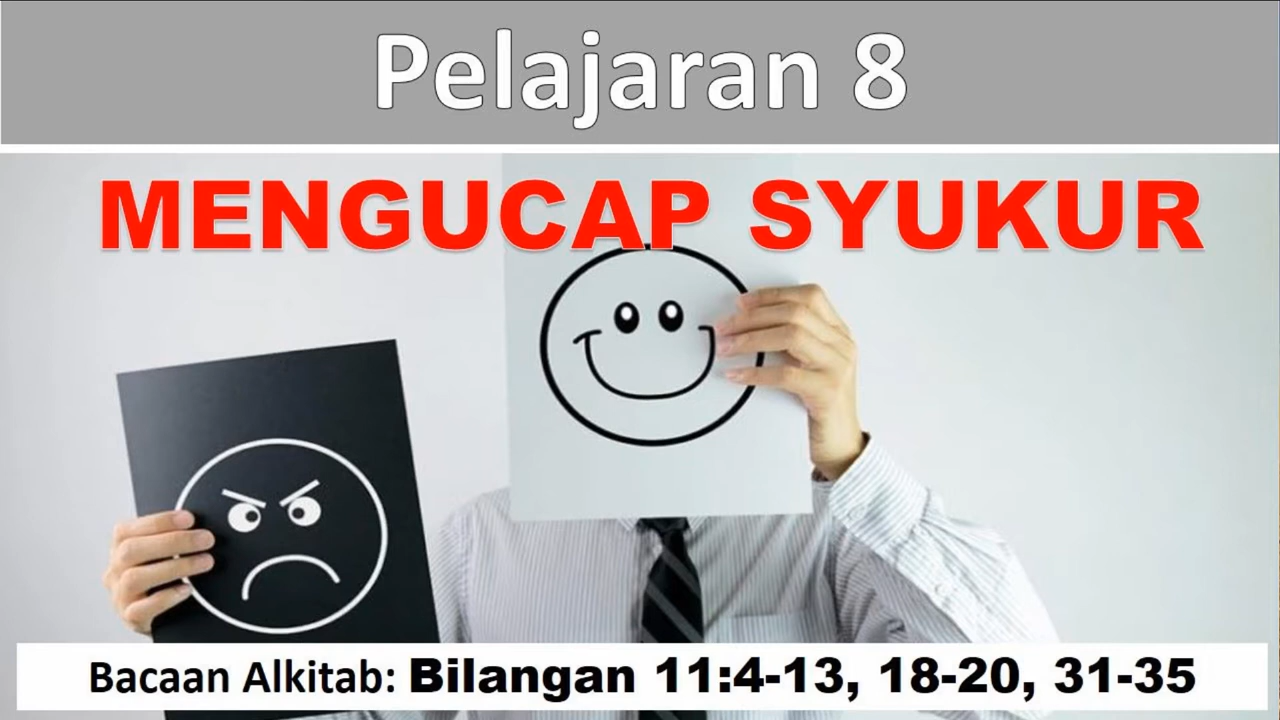 Pelajaran 8
MENGUCAP SYUKUR
Bacaan Alkitab: Bilangan 11:4-13, 18-20, 31-35